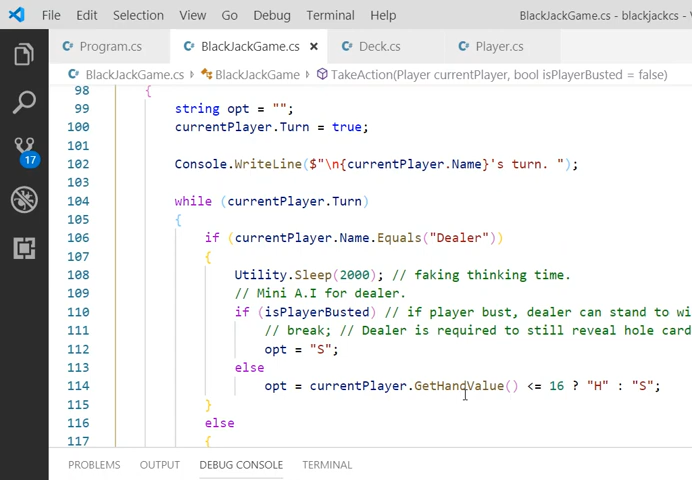 File Edit Selection View Go Debug Terminal Help BlackJackGame.cs - blackjackcs - V
Program.cs BlackJackGame.cs Deck.cs Player.cs
BlackJackGame.cs BlackJackGame TakeAction(Player currentPlayer, bool isPlayerBusted = false)
98 {
99 string opt = "";
100 currentPlayer.Turn = true;
101
102 Console.WriteLine($"\n{currentPlayer.Name}'s turn. ");
103
104 while (currentPlayer.Turn)
105 {
106 if (currentPlayer.Name.Equals("Dealer"))
107 {
108 Utility.Sleep(2000); // faking thinking time.
109 // Mini A.I for dealer.
110 if (isPlayerBusted) // if player bust, dealer can stand to wi
111 // break; // Dealer is required to still reveal hole card
112 opt = "S";
113 else
114 opt = currentPlayer.GetHandValue() <= 16 ? "H" : "S";
115 }
116 else
117 {
17
PROBLEMS OUTPUT DEBUG CONSOLE TERMINAL